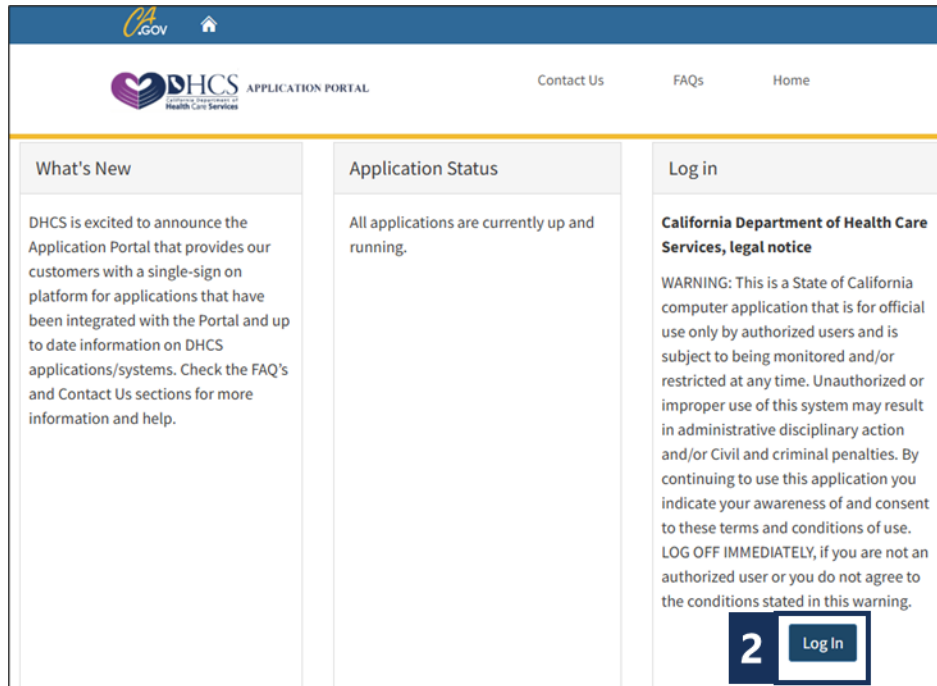 CA.GOV
DHCS APPLICATION PORTAL
California Department of
Health Care Services
Contact Us
FAQs
Home
What's New
DHCS is excited to announce the
Application Portal that provides our
customers with a single-sign on
platform for applications that have
been integrated with the Portal and up
to date information on DHCS
applications/systems. Check the FAQ's
and Contact Us sections for more
information and help.
Application Status
All applications are currently up and
running.
Log in
California Department of Health Care
Services, legal notice
WARNING: This is a State of California
computer application that is for official
use only by authorized users and is
subject to being monitored and/or
restricted at any time. Unauthorized or
improper use of this system may result
in administrative disciplinary action
and/or Civil and criminal penalties. By
continuing to use this application you
indicate your awareness of and consent
to these terms and conditions of use.
LOG OFF IMMEDIATELY, if you are not an
authorized user or you do not agree to
the conditions stated in this warning.
2
Log In